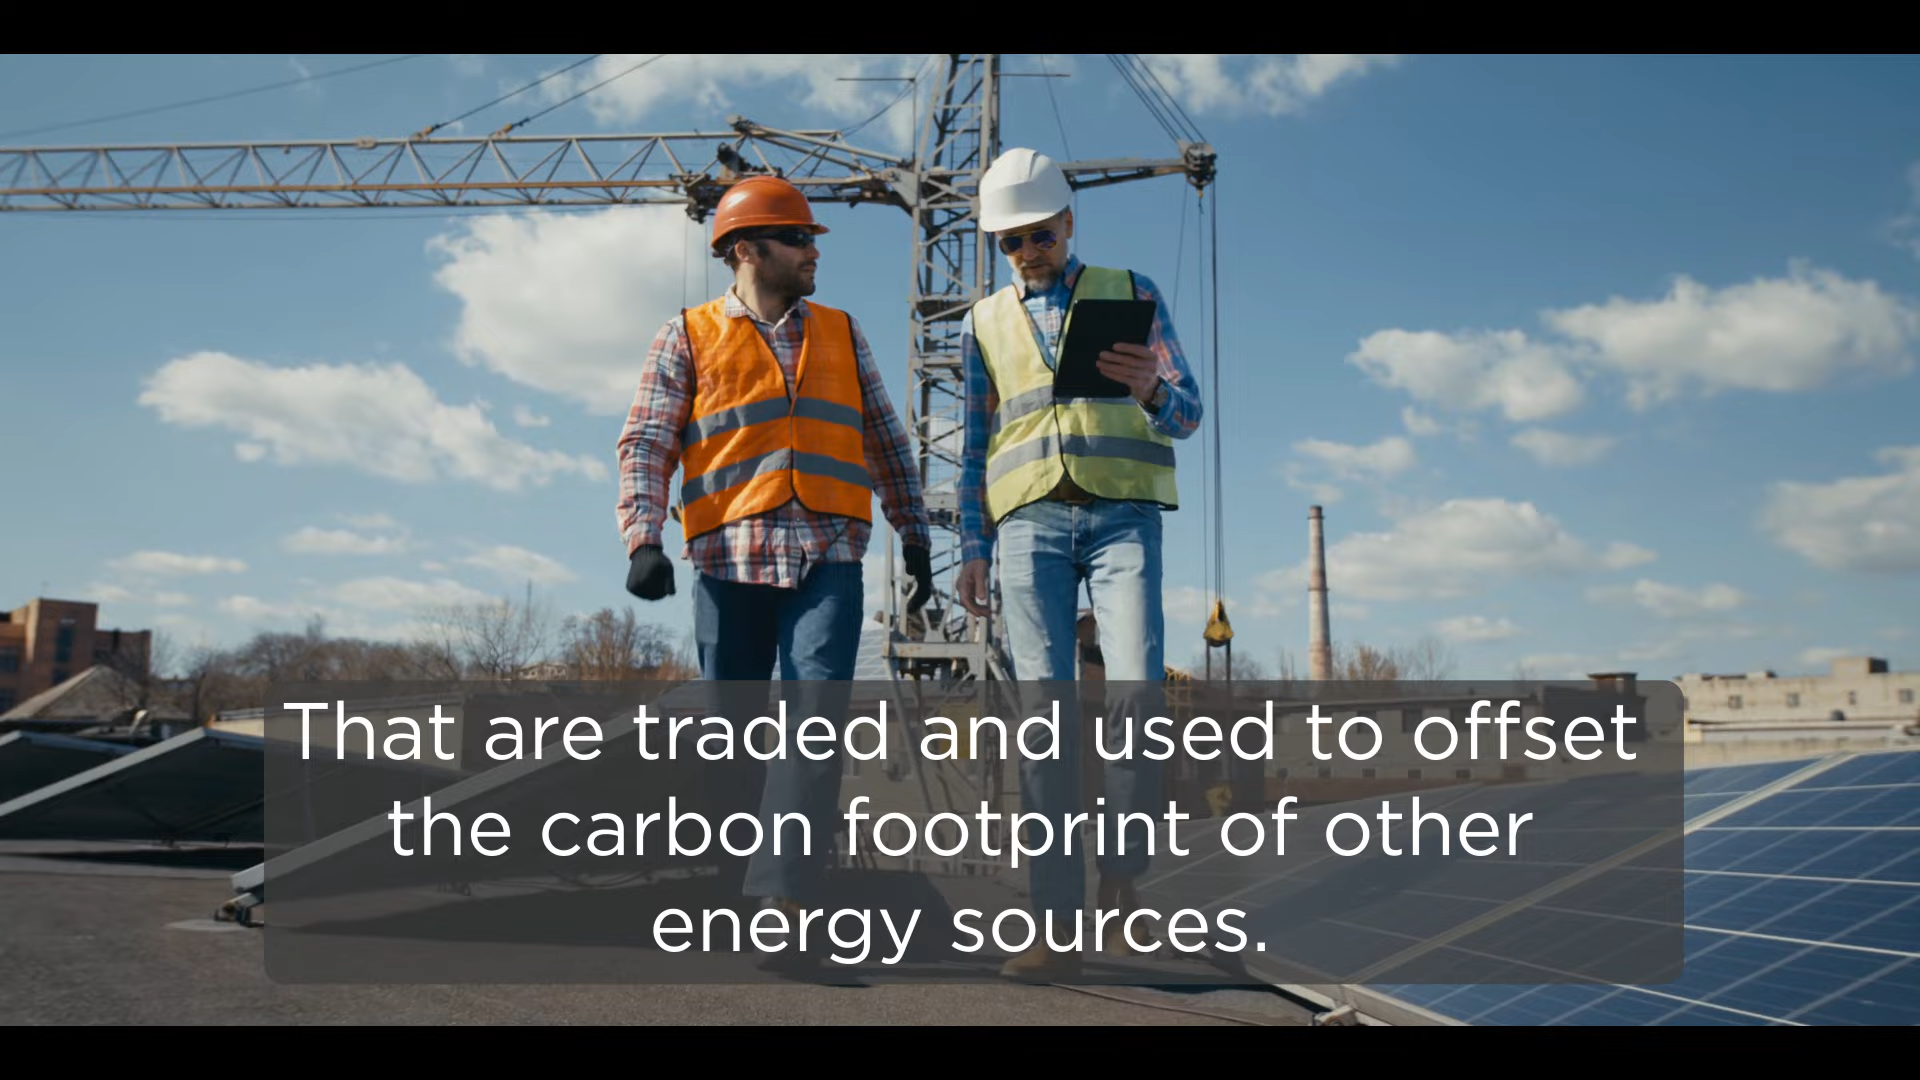 That are traded and used to offset
the carbon footprint of other
energy sources.